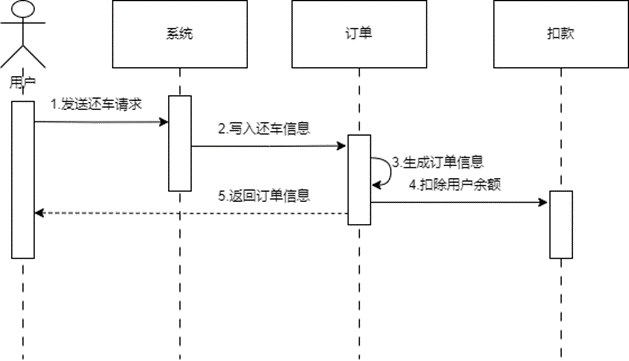 系统
订单
扣款
用户
1.发送还车请求
2.写入还车信息
3.生成订单信息
4.扣除用户余额
5.返回订单信息